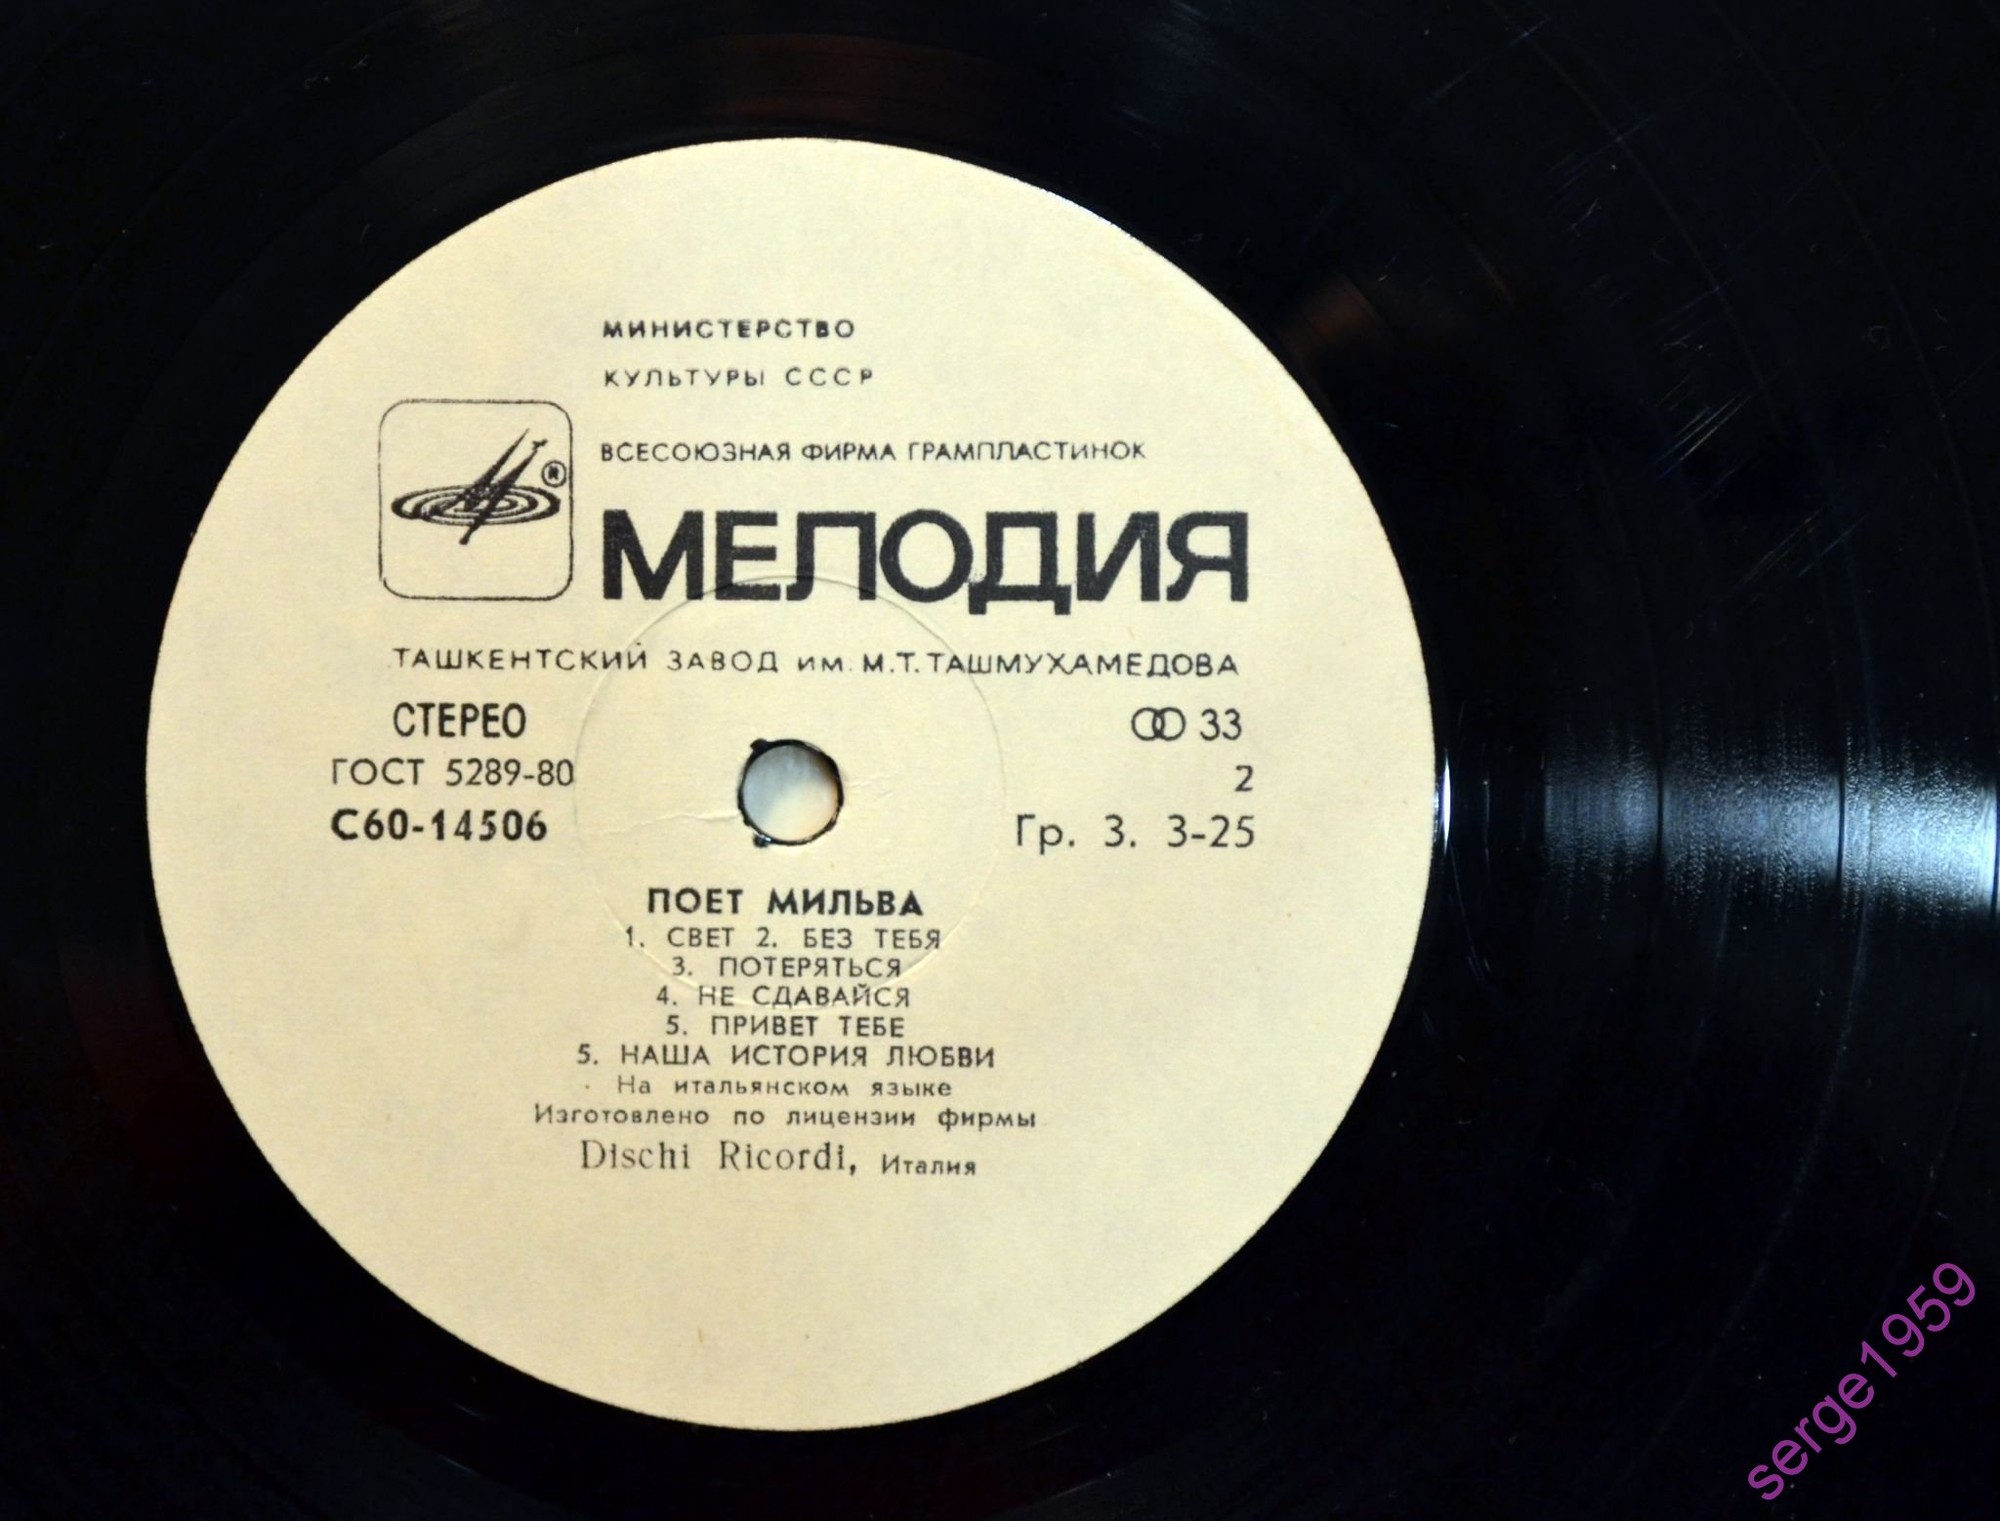 МИНИСТЕРСТВО
КУЛЬТУРЫ СССР
ВСЕСОЮЗНАЯ ФИРМА ГРАМПЛАСТИНОК
МЕЛОДИЯ
ТАШКЕНТСКИЙ ЗАВОД им. М.Т.ТАШМУХАМЕДОВА
СТЕРЕО
33
ГОСТ 5289-80
2
С60-14506
Гр. 3. 3-25
ПОЕТ МИЛЬВА
1. СВЕТ 2. БЕЗ ТЕБЯ
3. ПОТЕРЯТЬСЯ
4. НЕ СДАВАЙСЯ
5. ПРИВЕТ ТЕБЕ
5. НАША ИСТОРИЯ ЛЮБВИ
На итальянском языке
Изготовлено по лицензии фирмы
Dischi Ricordi, Италия
serge1959